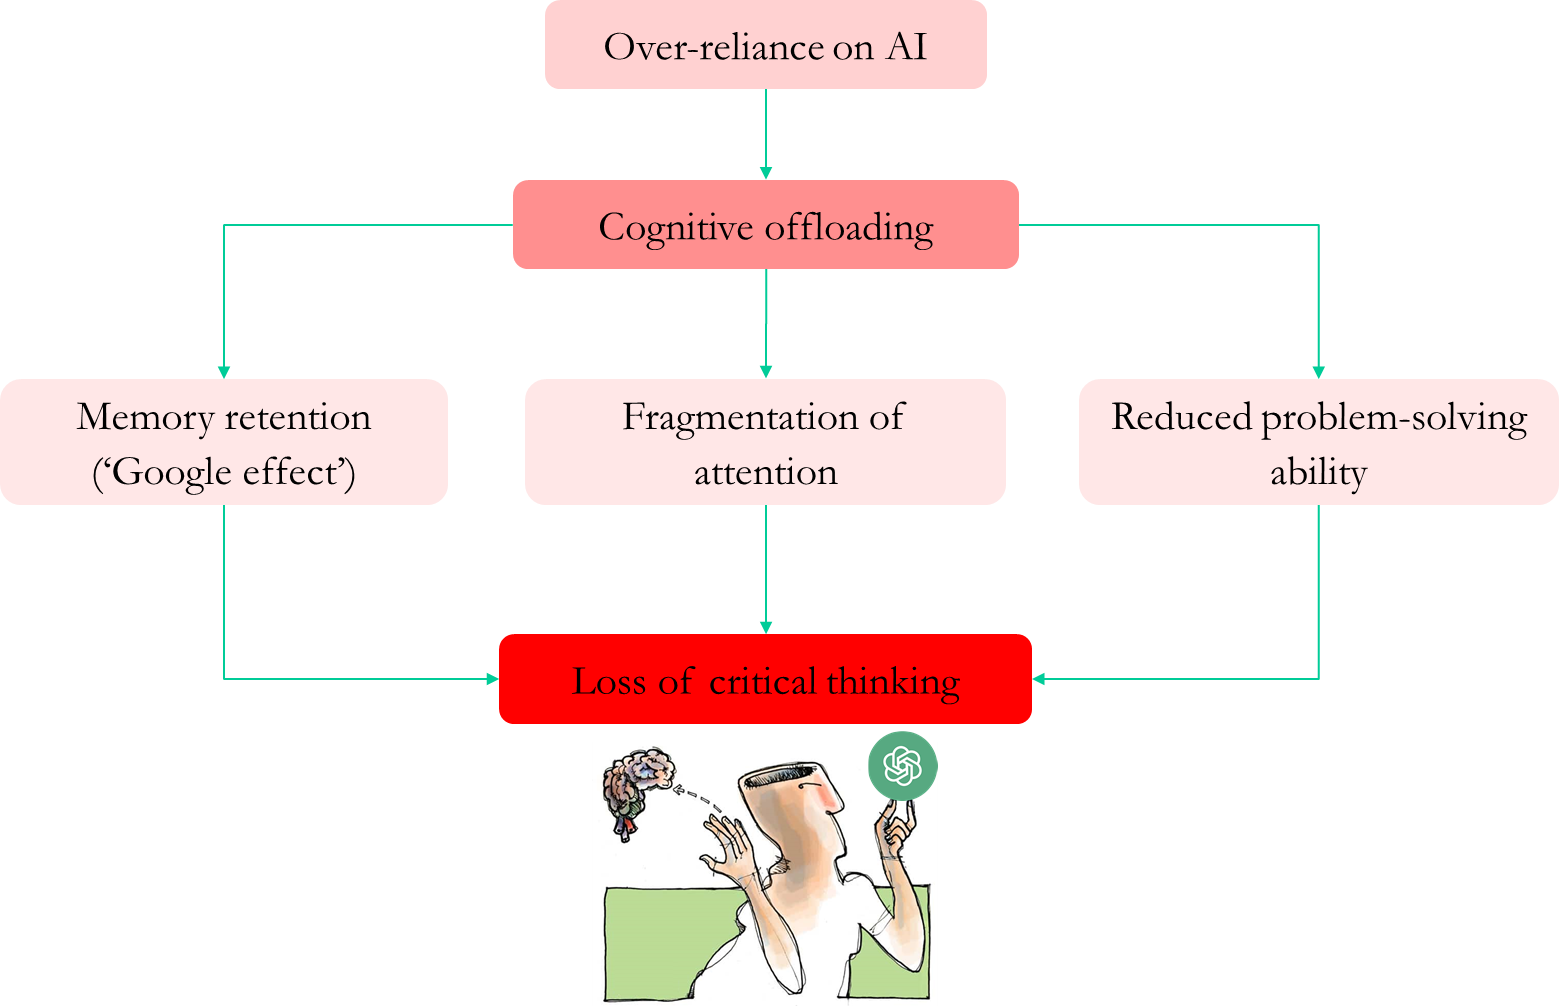 Over-reliance on AI
Cognitive offloading
Memory retention
(‘Google effect’)
Fragmentation of
attention
Reduced problem-solving
ability
Loss of critical thinking